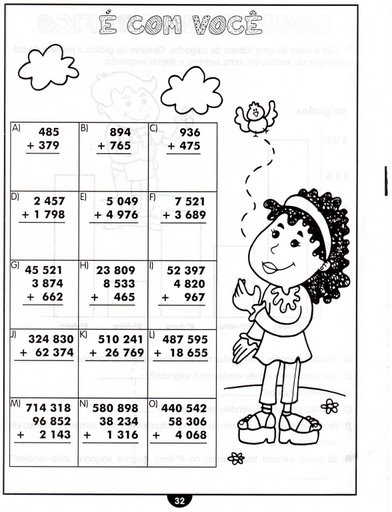 É COM VOCÊ
A) 485
+ 379
B) 894
+ 765
C) 936
+ 475
D) 2 457
+ 1 798
E) 5 049
+ 4 976
F) 7 521
+ 3 689
G) 45 521
3 874
+ 662
H) 23 809
8 533
+ 465
I) 52 397
4 820
+ 967
J) 324 830
+ 62 374
K) 510 241
+ 26 769
L) 487 595
+ 18 655
M) 714 318
96 852
+ 2 143
N) 580 898
38 234
+ 1 316
O) 440 542
58 306
+ 4 068
32